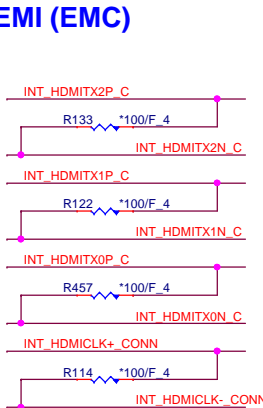 EMI (EMC)
INT_HDMITX2P_C
R133 *100/F_4
INT_HDMITX2N_C
INT_HDMITX1P_C
R122 *100/F_4
INT_HDMITX1N_C
INT_HDMITX0P_C
R457 *100/F_4
INT_HDMITX0N_C
INT_HDMICLK+_CONN
R114 *100/F_4
INT_HDMICLK-_CONN